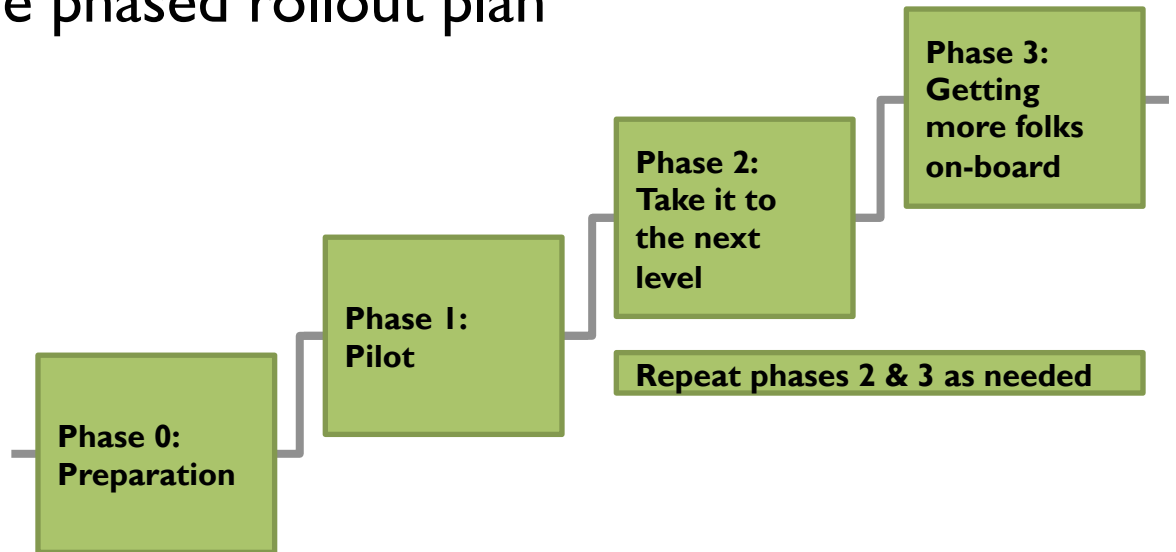 e phased rollout plan
Phase 3:
Getting
more folks
on-board
Phase 2:
Take it to
the next
level
Phase 1:
Pilot
Repeat phases 2 & 3 as needed
Phase 0:
Preparation